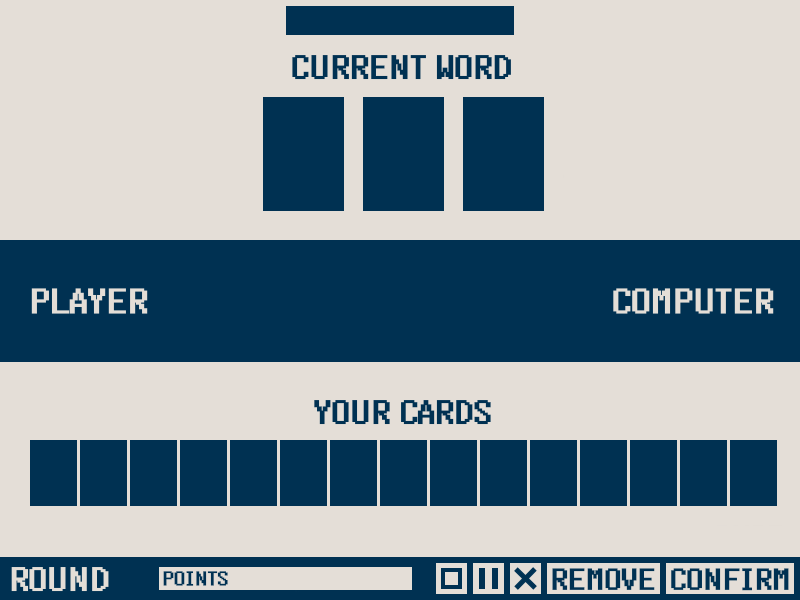 CURRENT WORD
PLAYER
COMPUTER
YOUR CARDS
ROUND
POINTS
REMOVE
CONFIRM